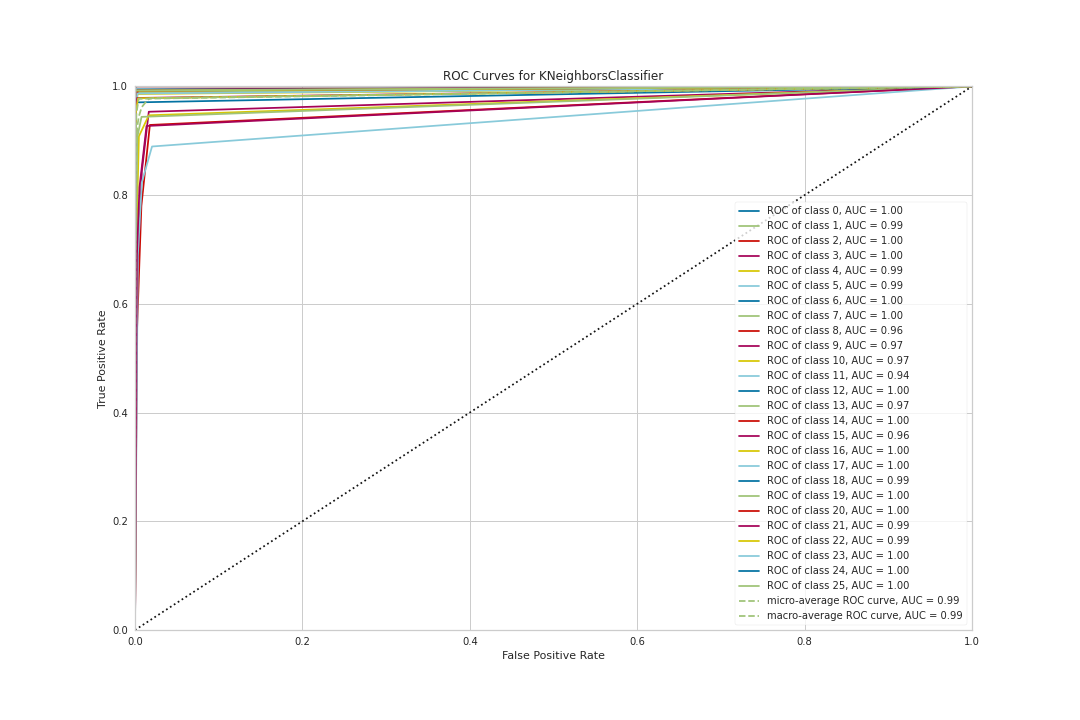 ROC Curves for KNeighborsClassifier
1.0
0.8
0.6
0.4
0.2
0.0
True Positive Rate
ROC of class 0, AUC = 1.00
ROC of class 1, AUC = 0.99
ROC of class 2, AUC = 1.00
ROC of class 3, AUC = 1.00
ROC of class 4, AUC = 0.99
ROC of class 5, AUC = 0.99
ROC of class 6, AUC = 1.00
ROC of class 7, AUC = 1.00
ROC of class 8, AUC = 0.96
ROC of class 9, AUC = 0.97
ROC of class 10, AUC = 0.97
ROC of class 11, AUC = 0.94
ROC of class 12, AUC = 1.00
ROC of class 13, AUC = 0.97
ROC of class 14, AUC = 1.00
ROC of class 15, AUC = 0.96
ROC of class 16, AUC = 1.00
ROC of class 17, AUC = 1.00
ROC of class 18, AUC = 0.99
ROC of class 19, AUC = 1.00
ROC of class 20, AUC = 1.00
ROC of class 21, AUC = 0.99
ROC of class 22, AUC = 0.99
ROC of class 23, AUC = 1.00
ROC of class 24, AUC = 1.00
ROC of class 25, AUC = 1.00
micro-average ROC curve, AUC = 0.99
macro-average ROC curve, AUC = 0.99
0.0 0.2 0.4 0.6 0.8 1.0
False Positive Rate